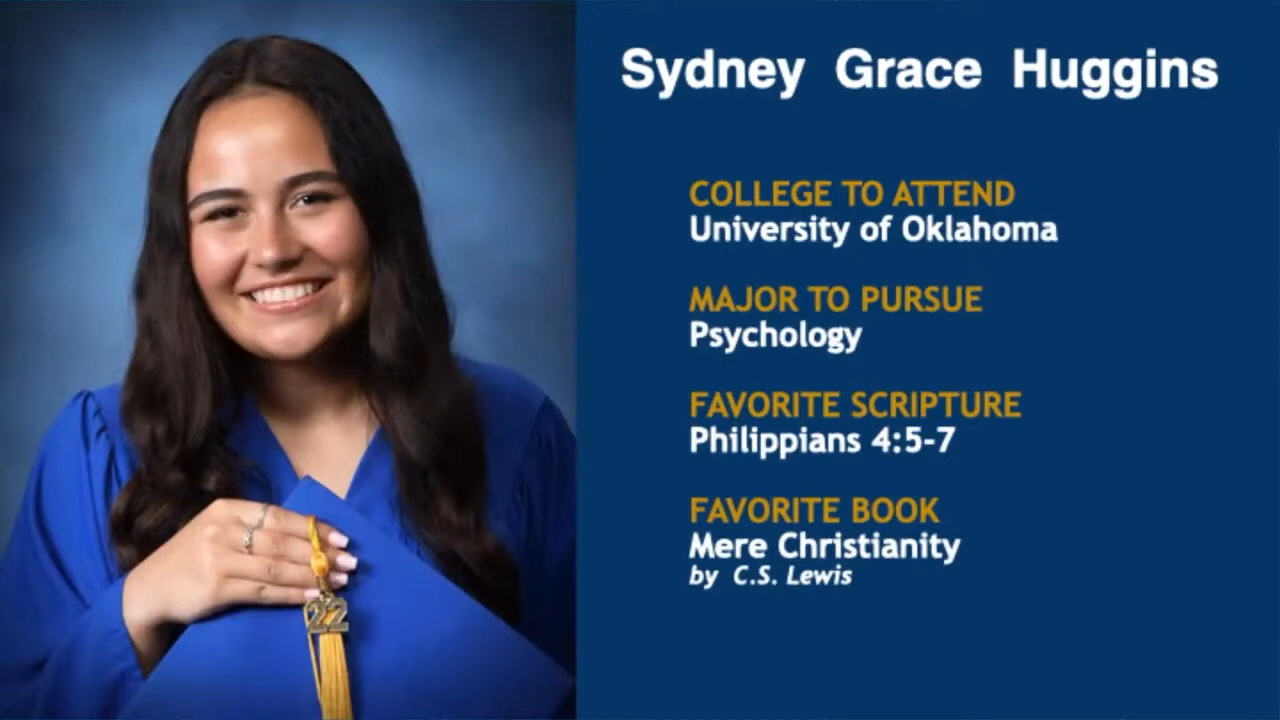 Sydney Grace Huggins
COLLEGE TO ATTEND
University of Oklahoma
MAJOR TO PURSUE
Psychology
FAVORITE SCRIPTURE
Philippians 4:5-7
FAVORITE BOOK
Mere Christianity
by C.S. Lewis
22